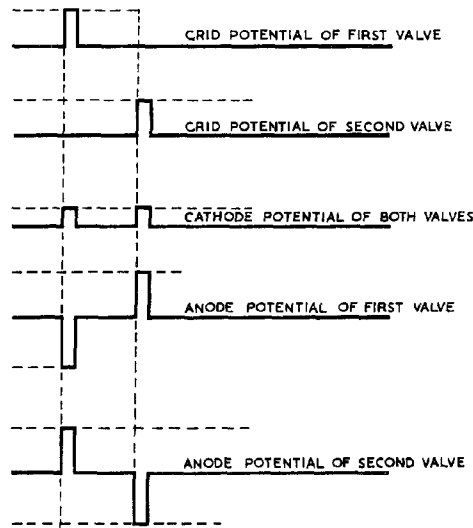 GRID POTENTIAL OF FIRST VALVE
GRID POTENTIAL OF SECOND VALVE
CATHODE POTENTIAL OF BOTH VALVES
ANODE POTENTIAL OF FIRST VALVE
ANODE POTENTIAL OF SECOND VALVE